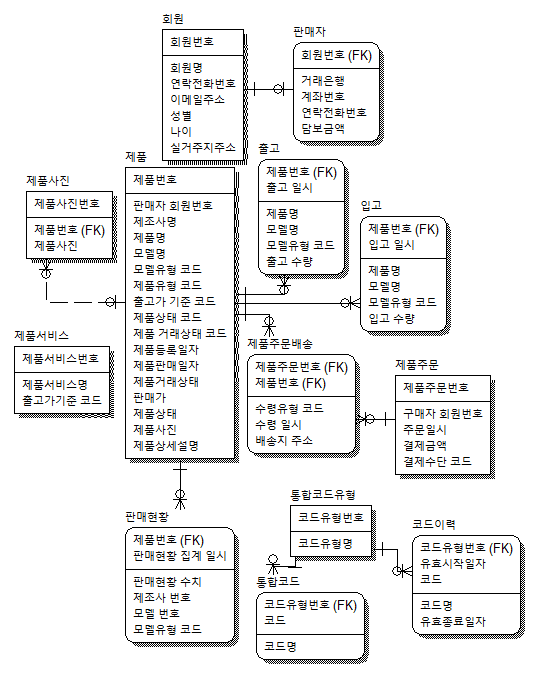 회원
회원번호
회원명
연락전화번호
이메일주소
성별
나이
실거주지주소
판매자
회원번호 (FK)
거래은행
계좌번호
연락전화번호
담보금액
제품
제품번호
판매자 회원번호
제조사명
제품명
모델명
모델유형 코드
제품유형 코드
출고가 기준 코드
제품상태 코드
제품 거래상태 코드
제품등록일자
제품판매일자
제품거래상태
판매가
제품상태
제품사진
제품상세설명
출고
제품번호 (FK)
출고 일시
제품명
모델명
모델유형 코드
출고 수량
제품사진
제품사진번호
제품번호 (FK)
제품사진
입고
제품번호 (FK)
입고 일시
제품명
모델명
모델유형 코드
입고 수량
제품서비스
제품서비스번호
제품서비스명
출고가기준 코드
제품주문배송
제품주문번호 (FK)
제품번호 (FK)
수령유형 코드
수령 일시
배송지 주소
제품주문
제품주문번호
구매자 회원번호
주문일시
결제금액
결제수단 코드
판매현황
제품번호 (FK)
판매현황 집계 일시
판매현황 수치
제조사 번호
모델 번호
모델유형 코드
통합코드유형
코드유형번호
코드유형명
코드이력
코드유형번호 (FK)
유효시작일자
코드
코드명
유효종료일자
통합코드
코드유형번호 (FK)
코드
코드명